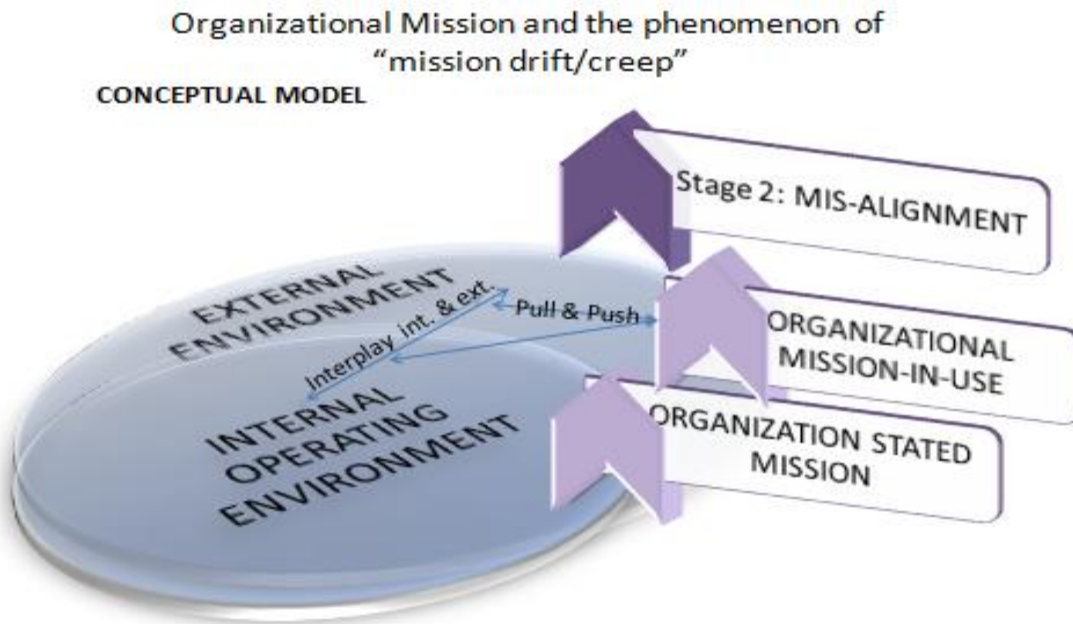 Organizational Mission and the phenomenon of
“mission drift/creep”
CONCEPTUAL MODEL
Stage 2: MIS-ALIGNMENT
EXTERNAL
ENVIRONMENT
Interplay int. & ext.
Pull & Push
ORGANIZATIONAL
MISSION-IN-USE
INTERNAL
OPERATING
ENVIRONMENT
ORGANIZATION STATED
MISSION